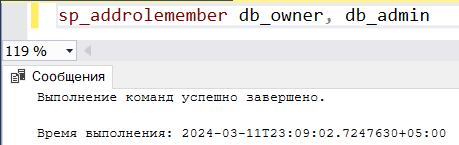 sp_addrolemember db_owner, db_admin
119 %
Сообщения
Выполнение команд успешно завершено.
Время выполнения: 2024-03-11T23:09:02.7247630+05:00